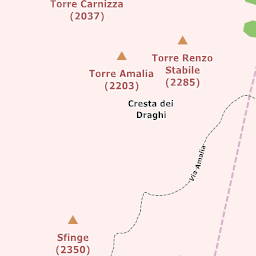 Torre Carnizza
(2037)
Torre Renzo
Stabile
(2285)
Torre Amalia
(2203)
Cresta dei
Draghi
Via Amalia
Sfinge
(2350)